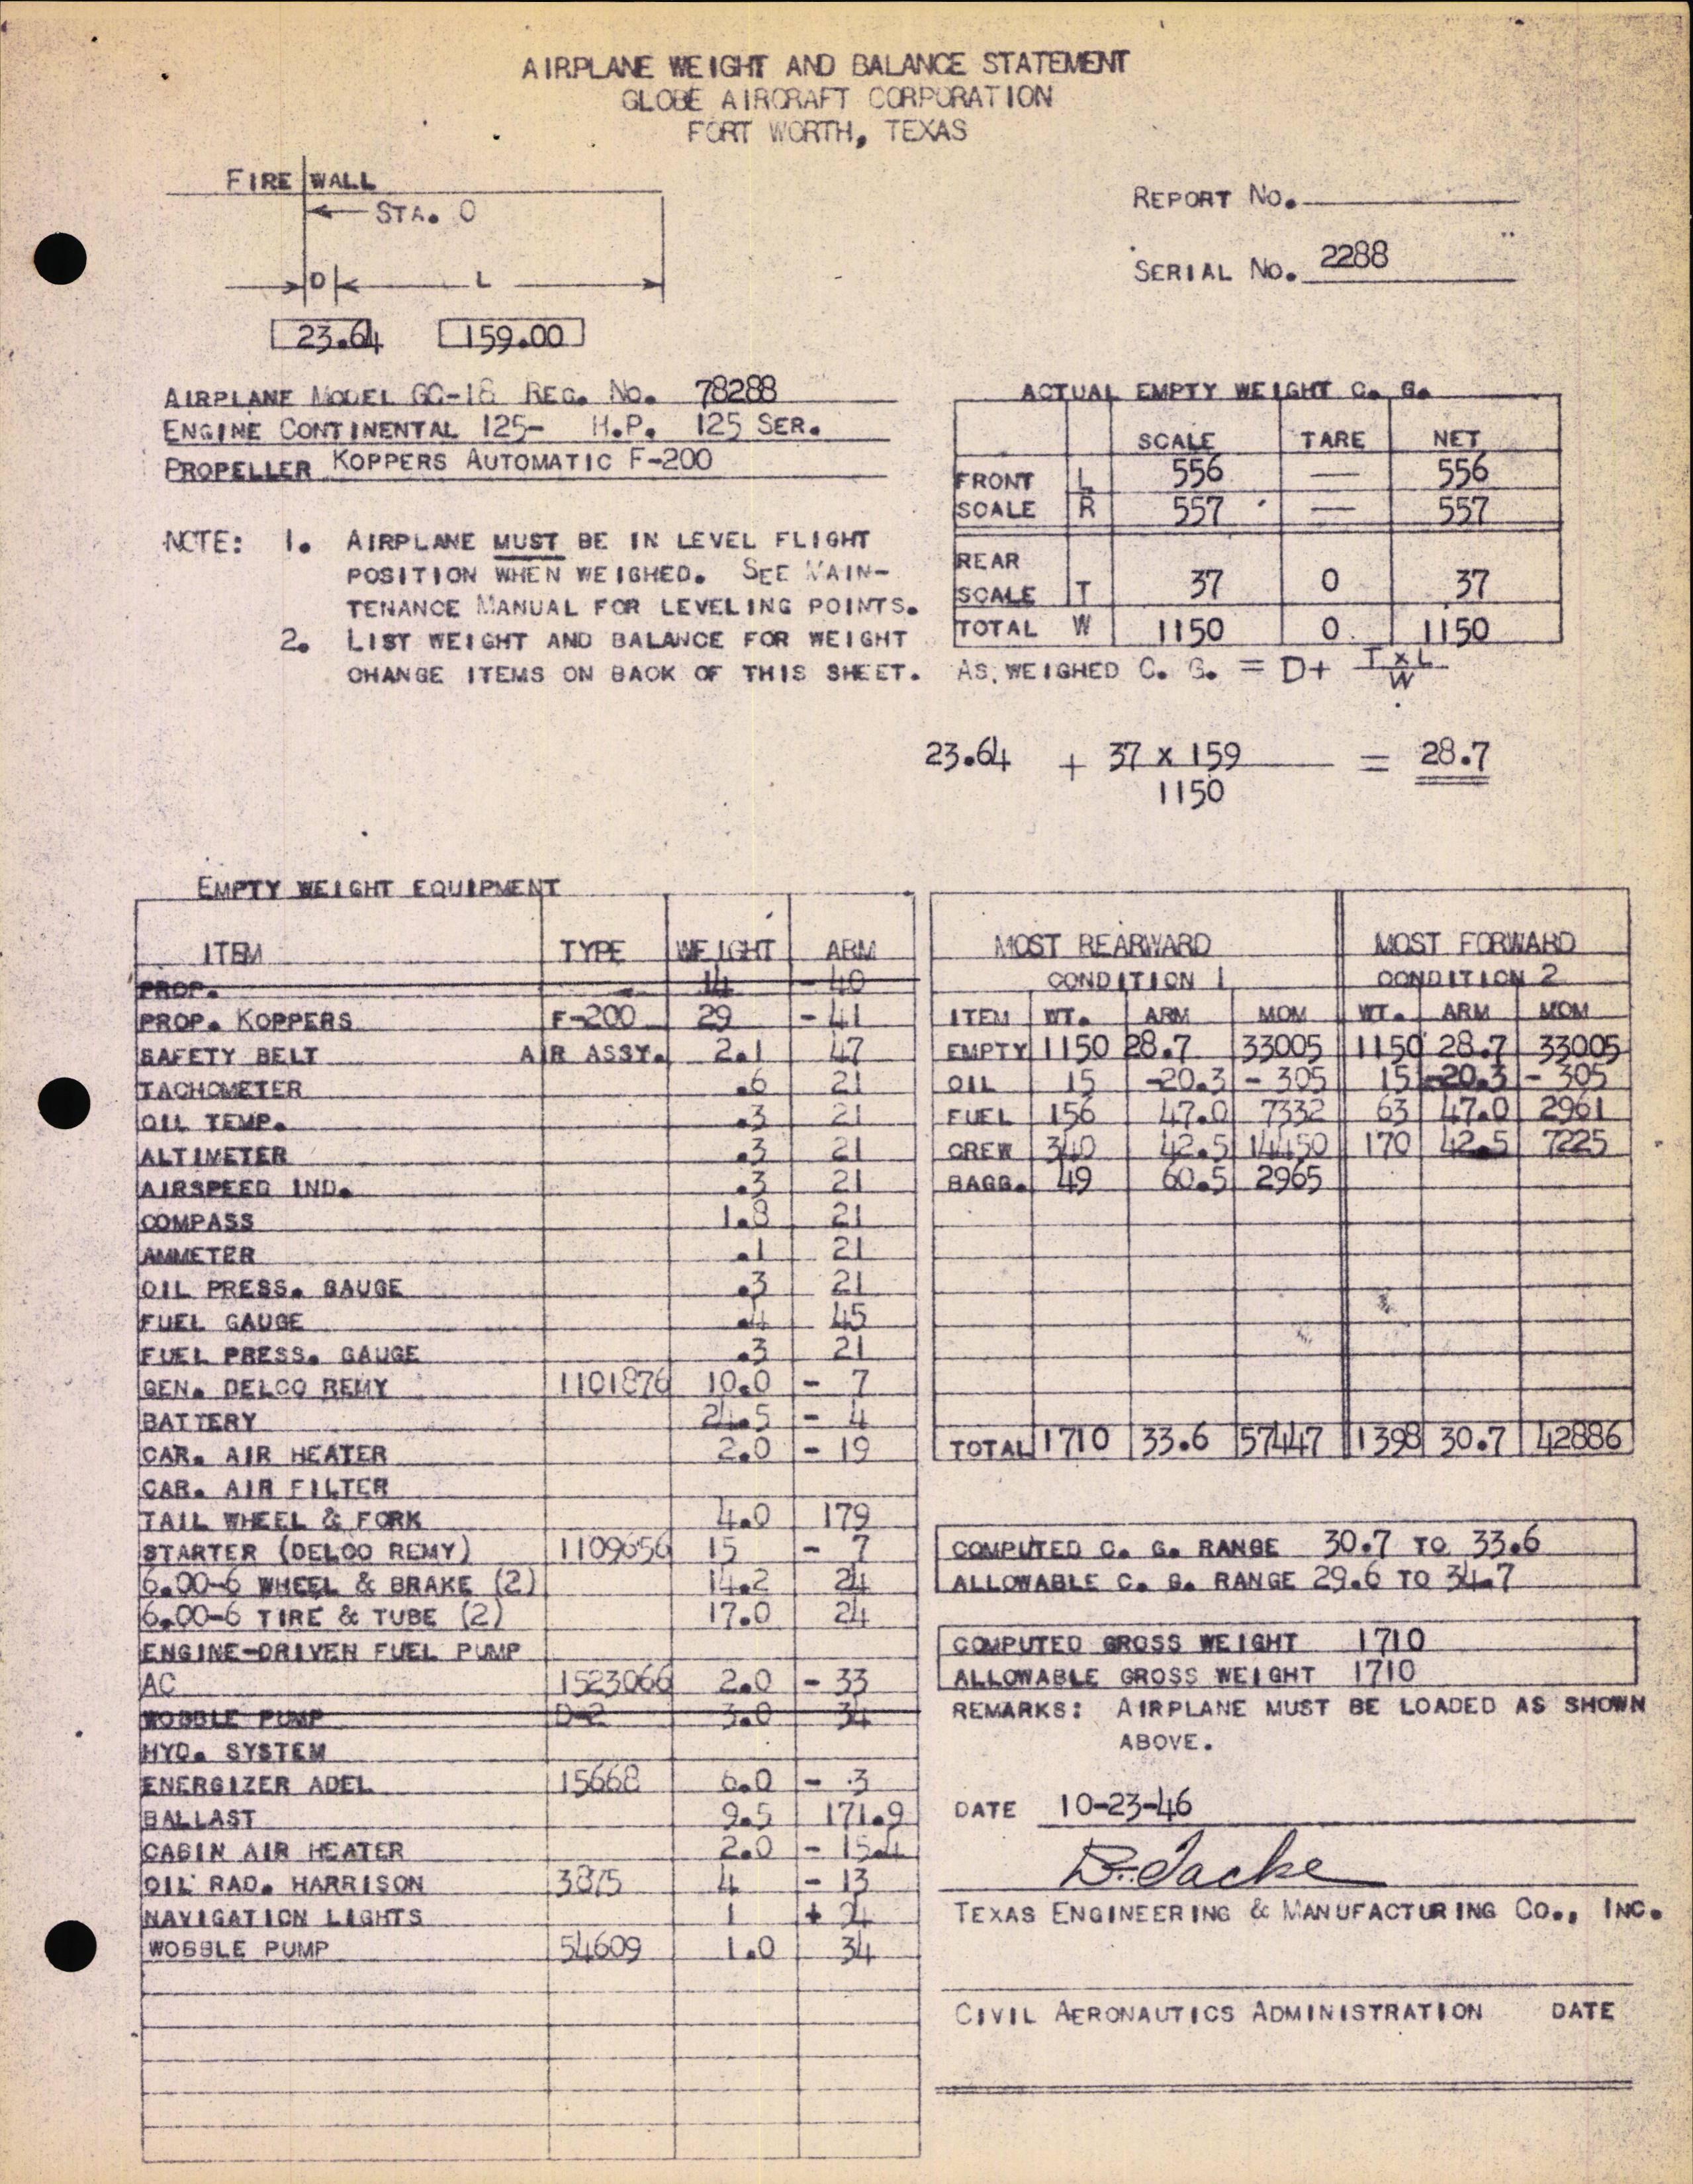 AIRPLANE WEIGHT AND BALANCE STATEMENT
GLOBE AIRCRAFT CORPORATION
FORT WORTH, TEXAS
FIRE WALL
STA. 0
D L
23.64 159.00
REPORT NO.
SERIAL NO. 2288
AIRPLANE MODEL GC-1B REG. NO. 78288
ENGINE CONTINENTAL 125- H.P. 125 SER.
PROPELLER KOPPERS AUTOMATIC F-200
NOTE: 1. AIRPLANE MUST BE IN LEVEL FLIGHT
POSITION WHEN WEIGHED. SEE MAIN-
TENANCE MANUAL FOR LEVELING POINTS.
2. LIST WEIGHT AND BALANCE FOR WEIGHT
CHANGE ITEMS ON BACK OF THIS SHEET.
ACTUAL EMPTY WEIGHT C. G.
SCALE TARE NET
FRONT L 556 — 556
SCALE R 557 — 557
REAR
SCALE T 37 0 37
TOTAL W 1150 0 1150
AS WEIGHED C. G. = D+ T x L
W
23.64 + 37 x 159 = 28.7
1150
EMPTY WEIGHT EQUIPMENT
ITEM TYPE WEIGHT ARM
PROP. 14 - 40
PROP. KOPPERS F-200 29 - 41
SAFETY BELT AIR ASSY. 2.1 47
TACHOMETER .6 21
OIL TEMP. .3 21
ALTIMETER .3 21
AIRSPEED IND. .3 21
COMPASS 1.8 21
AMMETER .1 21
OIL PRESS. GAUGE .3 21
FUEL GAUGE .4 45
FUEL PRESS. GAUGE .3 21
GEN. DELCO REMY 1101876 10.0 - 7
BATTERY 24.5 - 4
CAR. AIR HEATER 2.0 - 19
CAR. AIR FILTER
TAIL WHEEL & FORK 4.0 179
STARTER (DELCO REMY) 1109656 15 - 7
6.00-6 WHEEL & BRAKE (2) 14.2 24
6.00-6 TIRE & TUBE (2) 17.0 24
ENGINE-DRIVEN FUEL PUMP
AC 1523066 2.0 - 33
WOBBLE PUMP D-2 3.0 34
HYD. SYSTEM
ENERGIZER ADEL 15668 6.0 - .3
BALLAST 9.5 171.9
CABIN AIR HEATER 2.0 - 15.4
OIL RAD. HARRISON 3875 4 - 13
NAVIGATION LIGHTS 1 + 24
WOBBLE PUMP 54609 1.0 34
MOST REARWARD MOST FORWARD
CONDITION 1 CONDITION 2
ITEM WT. ARM MOM WT. ARM MOM
EMPTY 1150 28.7 33005 1150 28.7 33005
OIL 15 -20.3 - 305 15 -20.3 - 305
FUEL 156 47.0 7332 63 47.0 2961
CREW 340 42.5 14450 170 42.5 7225
BAGG. 49 60.5 2965
TOTAL 1710 33.6 57447 1398 30.7 42886
COMPUTED C. G. RANGE 30.7 TO 33.6
ALLOWABLE C. G. RANGE 29.6 TO 34.7
COMPUTED GROSS WEIGHT 1710
ALLOWABLE GROSS WEIGHT 1710
REMARKS: AIRPLANE MUST BE LOADED AS SHOWN
ABOVE.
DATE 10-23-46
TEXAS ENGINEERING & MANUFACTURING CO., INC.
CIVIL AERONAUTICS ADMINISTRATION DATE